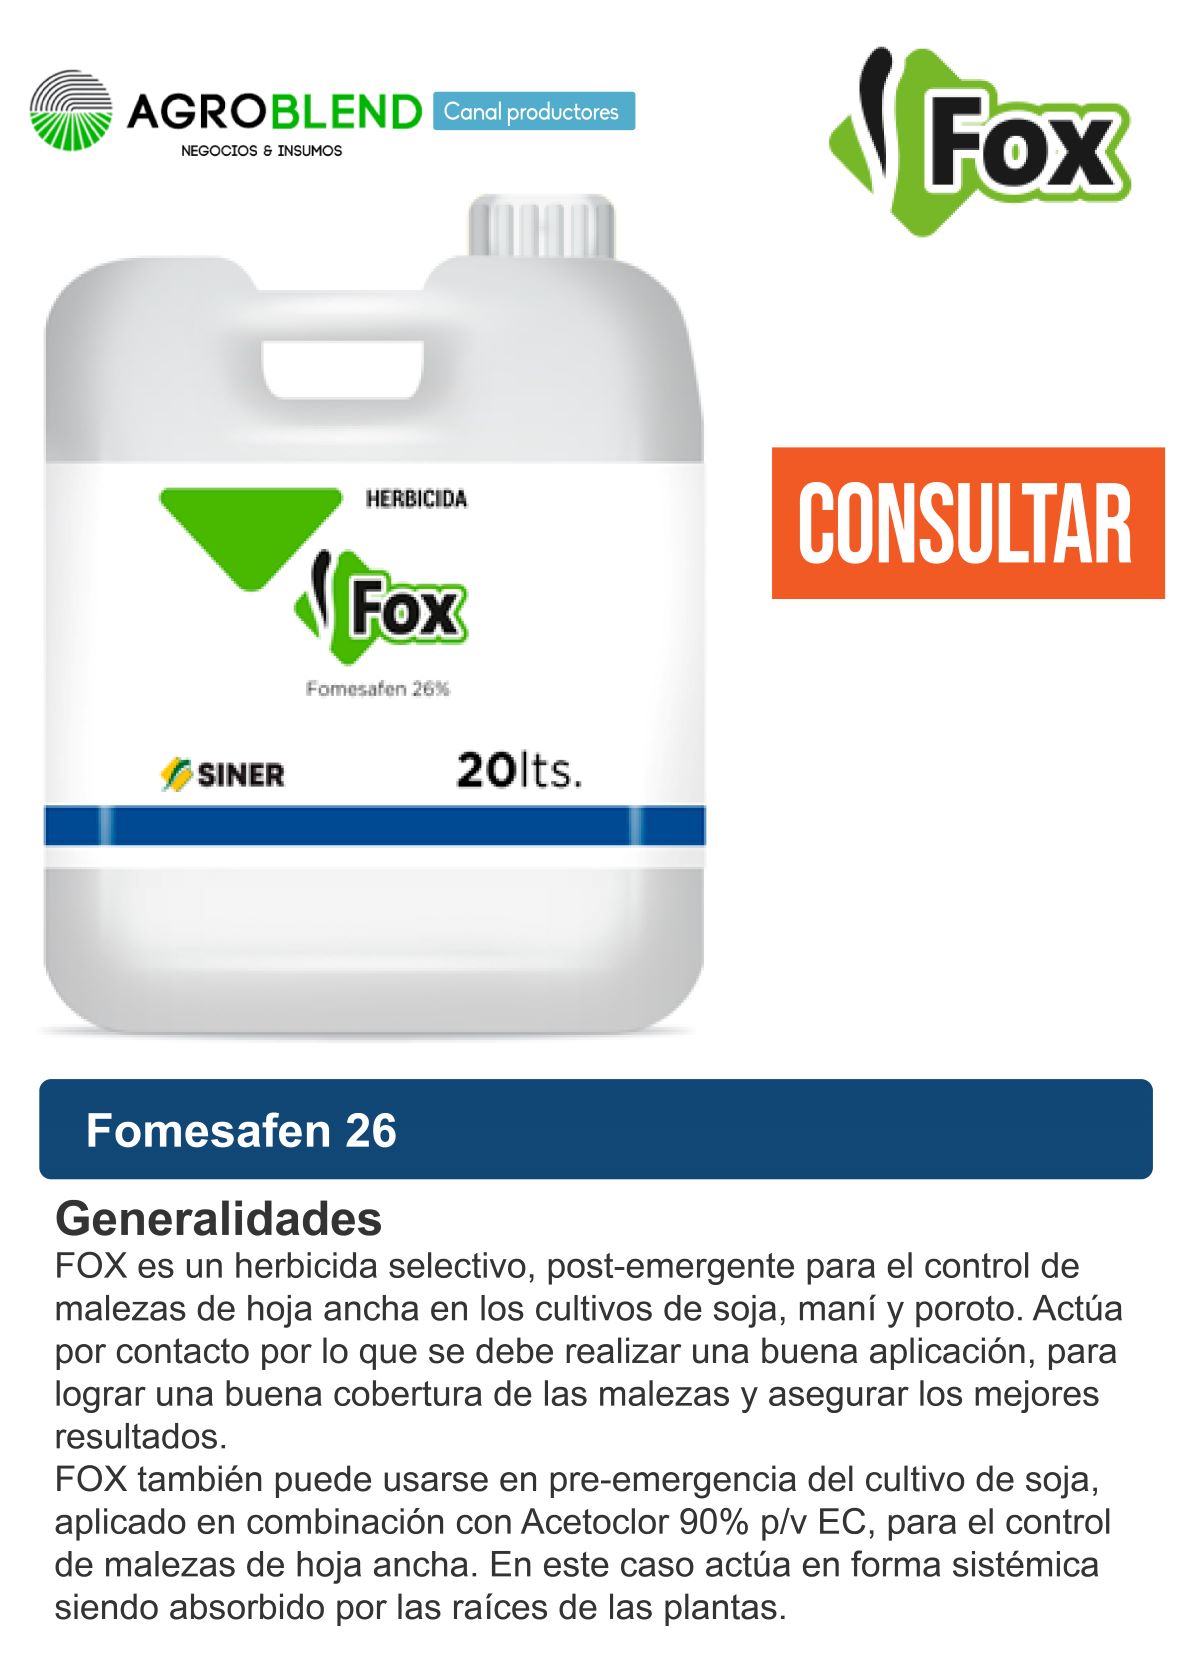 AGROBLEND Canal productores
NEGOCIOS & INSUMOS
Fox
HERBICIDA
Fox
Fomesafen 26%
SINER
20lts.
CONSULTAR
Fomesafen 26
Generalidades
FOX es un herbicida selectivo, post-emergente para el control de
malezas de hoja ancha en los cultivos de soja, maní y poroto. Actúa
por contacto por lo que se debe realizar una buena aplicación, para
lograr una buena cobertura de las malezas y asegurar los mejores
resultados.
FOX también puede usarse en pre-emergencia del cultivo de soja,
aplicado en combinación con Acetoclor 90% p/v EC, para el control
de malezas de hoja ancha. En este caso actúa en forma sistémica
siendo absorbido por las raíces de las plantas.